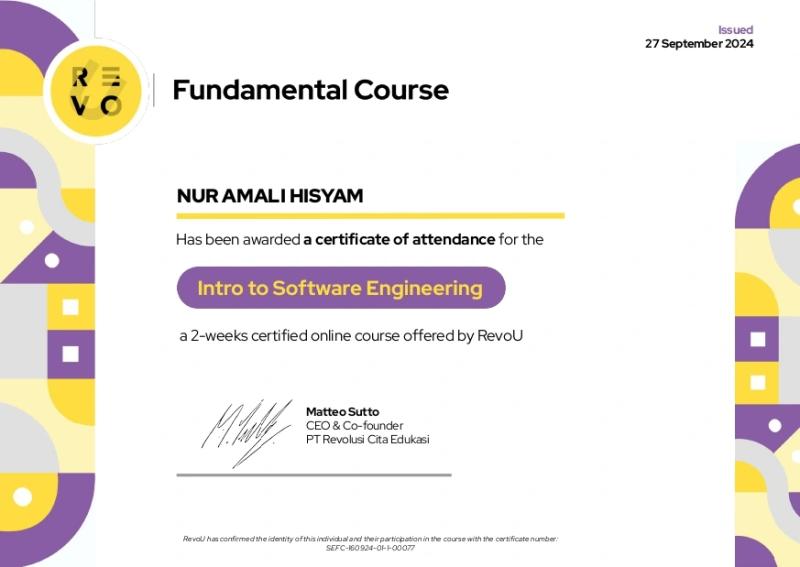 Issued
27 September 2024
RE
VO
Fundamental Course
NUR AMALI HISYAM
Has been awarded a certificate of attendance for the
Intro to Software Engineering
a 2-weeks certified online course offered by RevoU
Matteo Sutto
CEO & Co-founder
PT Revolusi Cita Edukasi
RevoU has confirmed the identity of this individual and their participation in the course with the certificate number:
SEFC-160924-01-1-00077